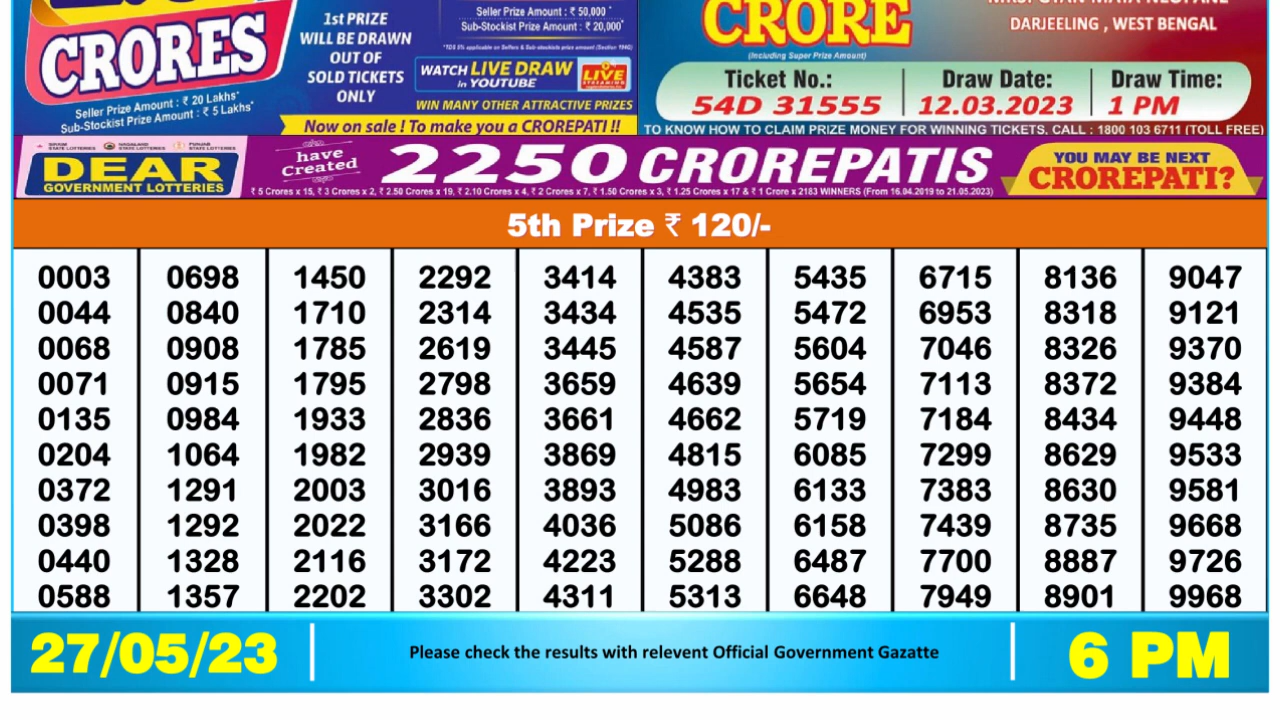 CRORES
Seller Prize Amount : ₹ 20 Lakhs*
Sub-Stockist Prize Amount : ₹ 5 Lakhs*
1st PRIZE
WILL BE DRAWN
OUT OF
SOLD TICKETS
ONLY
Seller Prize Amount : ₹ 50,000 *
Sub-Stockist Prize Amount : ₹ 20,000*
WATCH LIVE DRAW
in YOUTUBE
LIVE
STREAMING
WIN MANY OTHER ATTRACTIVE PRIZES
Now on sale ! To make you a CROREPATI !!
CRORE
(Including Super Prize Amount)
DARJEELING , WEST BENGAL
Ticket No.: Draw Date: Draw Time:
54D 31555 12.03.2023 1 PM
TO KNOW HOW TO CLAIM PRIZE MONEY FOR WINNING TICKETS. CALL : 1800 103 6711 (TOLL FREE)
DEAR
GOVERNMENT LOTTERIES
have
Created
2250 CROREPATIS
₹ 5 Crores x 15, ₹ 3 Crores x 2, ₹ 2.50 Crores x 19, ₹ 2.10 Crores x 4, ₹ 2 Crores x 7, ₹ 1.50 Crores x 3, ₹ 1.25 Crores x 17 & ₹ 1 Crore x 2183 WINNERS (From 16.04.2019 to 21.05.2023)
YOU MAY BE NEXT
CROREPATI?
5th Prize ₹ 120/-
0003 0698 1450 2292 3414 4383 5435 6715 8136 9047
0044 0840 1710 2314 3434 4535 5472 6953 8318 9121
0068 0908 1785 2619 3445 4587 5604 7046 8326 9370
0071 0915 1795 2798 3659 4639 5654 7113 8372 9384
0135 0984 1933 2836 3661 4662 5719 7184 8434 9448
0204 1064 1982 2939 3869 4815 6085 7299 8629 9533
0372 1291 2003 3016 3893 4983 6133 7383 8630 9581
0398 1292 2022 3166 4036 5086 6158 7439 8735 9668
0440 1328 2116 3172 4223 5288 6487 7700 8887 9726
0588 1357 2202 3302 4311 5313 6648 7949 8901 9968
27/05/23
Please check the results with relevent Official Government Gazatte
6 PM